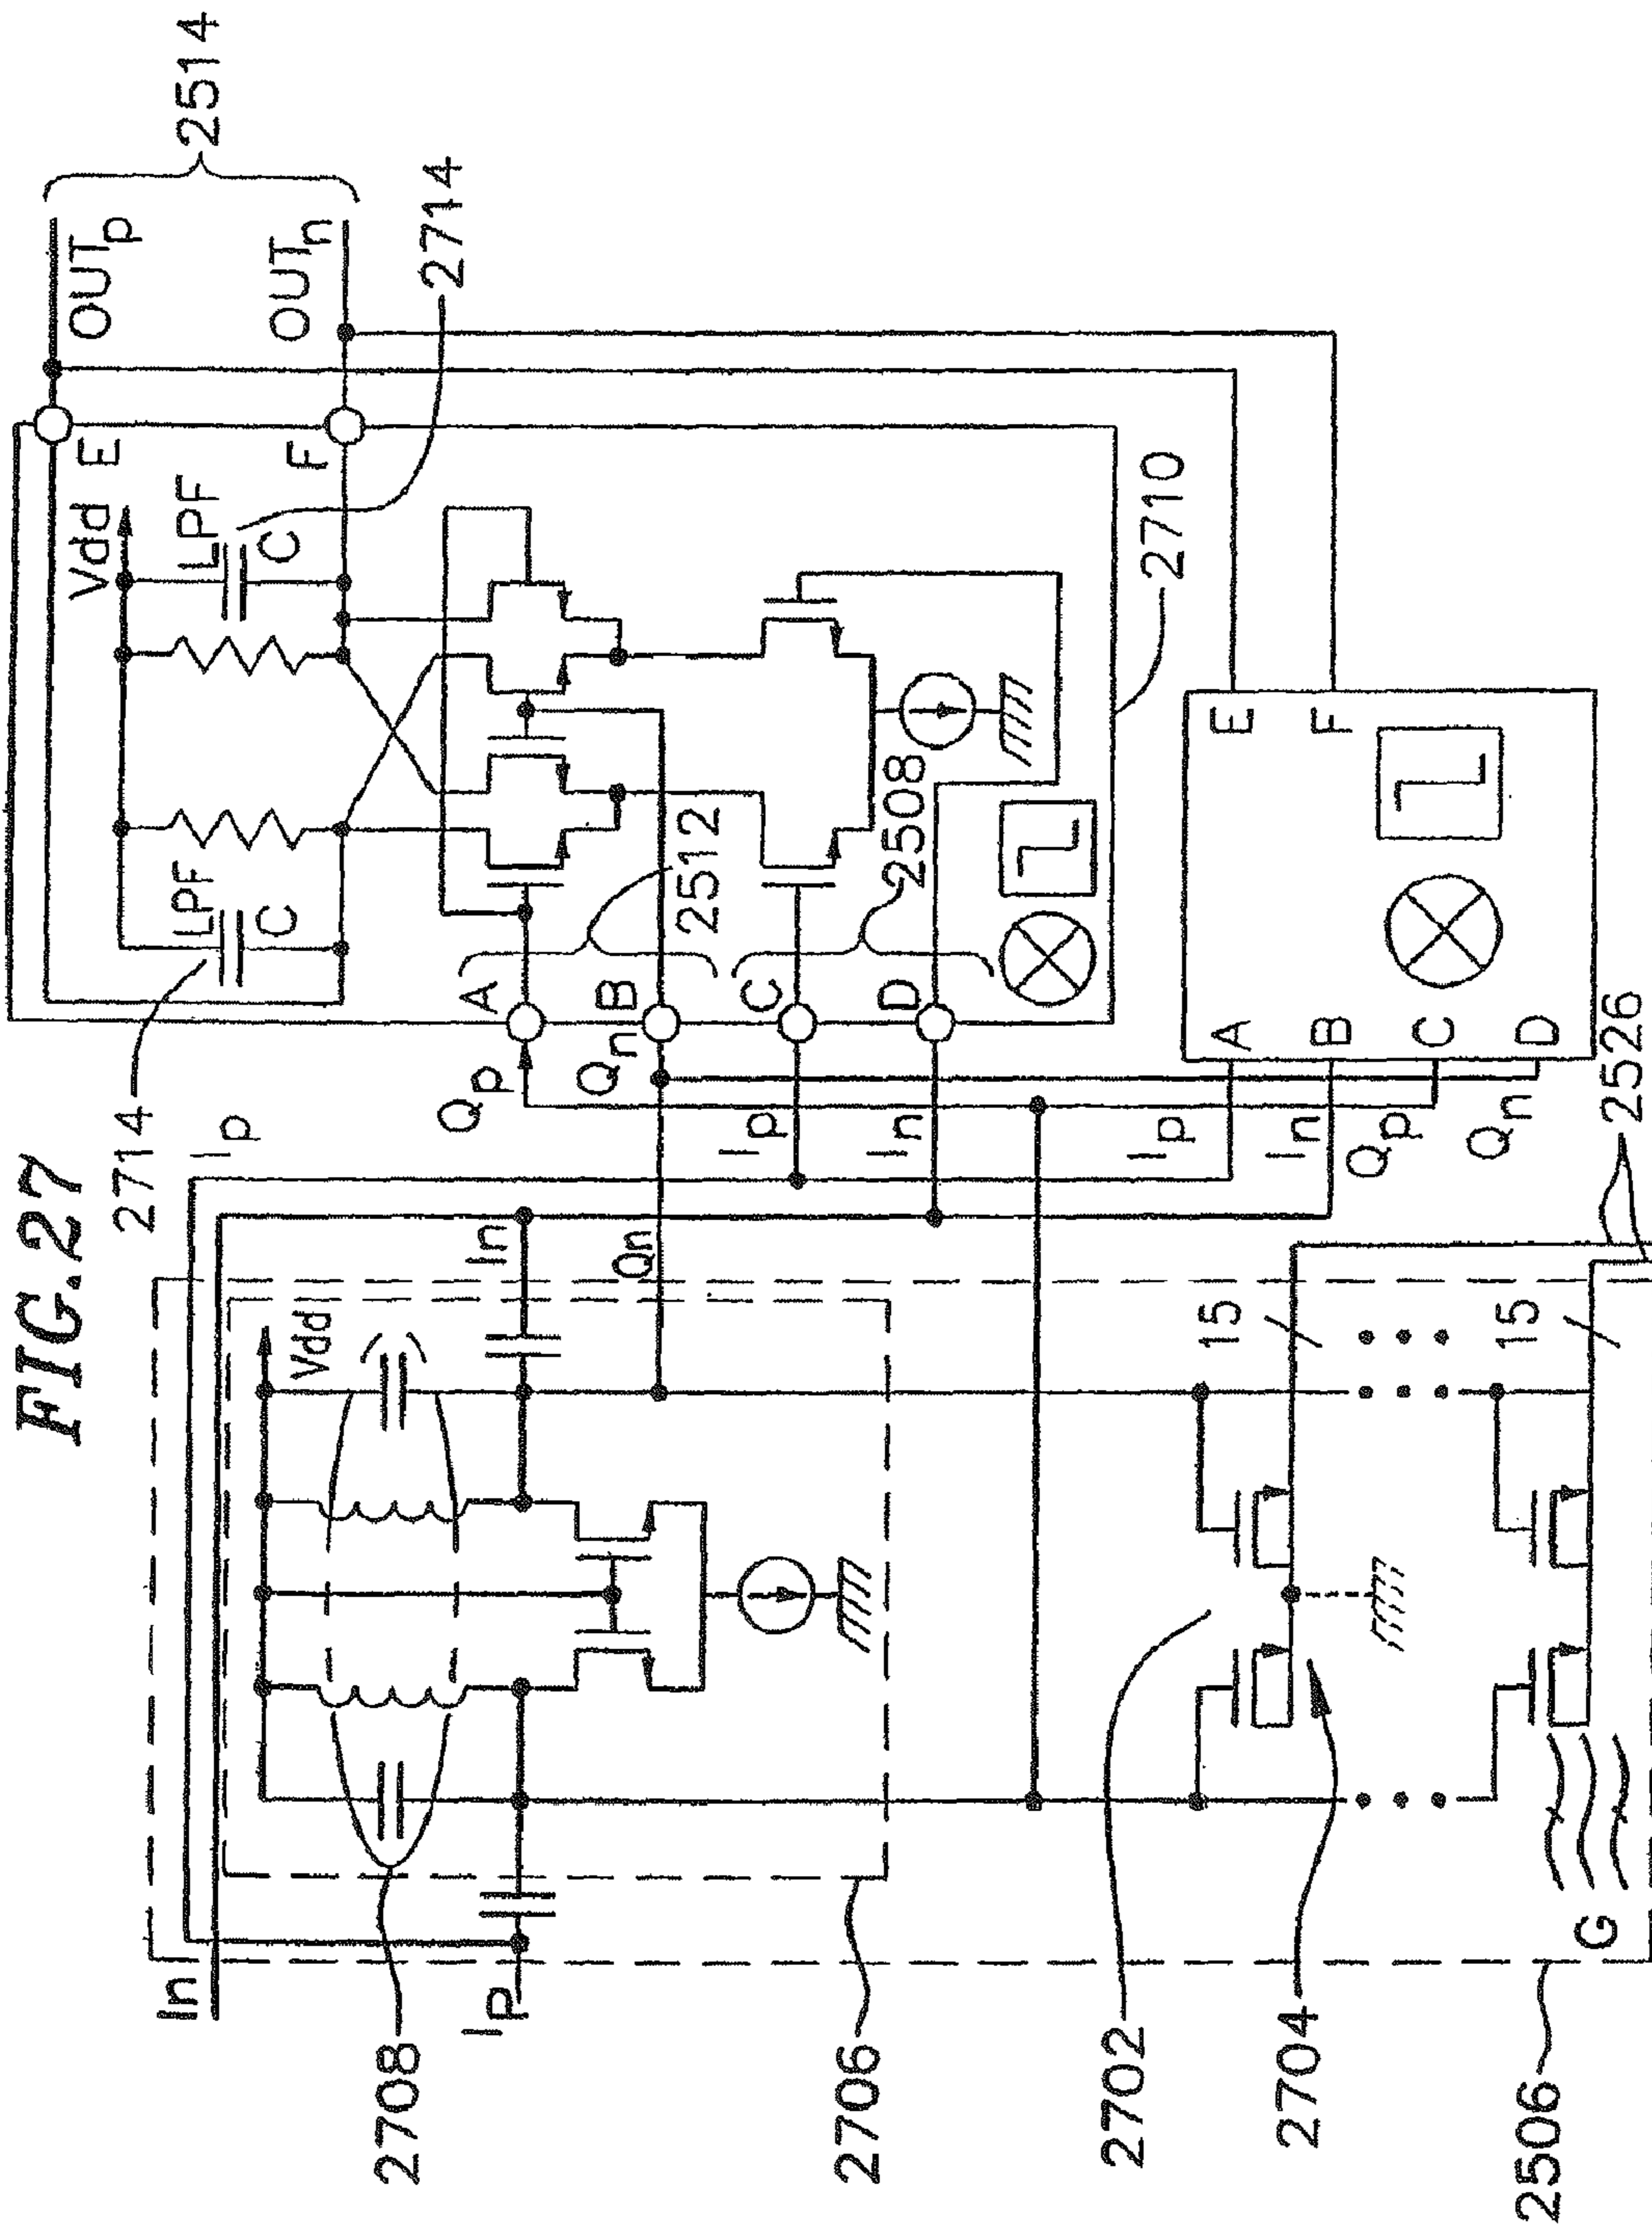 FIG.27
2514
OUTp
OUTn
2714
E
F
Vdd
LPF
C
LPF
C
2714
2710
2512
2508
A
B
C
D
Qp
Qn
Ip
In
Ip
In
Qn
Vdd
In
Ip
2708
2706
E
F
A
B
C
D
Ip
In
Qp
Qn
2526
15
15
2702
2704
G
2506